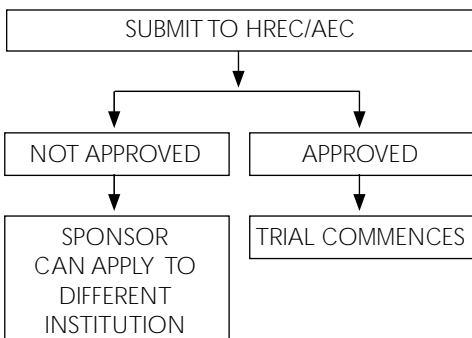 SUBMIT TO HREC/AEC
NOT APPROVED
APPROVED
SPONSOR
CAN APPLY TO
DIFFERENT
INSTITUTION
TRIAL COMMENCES